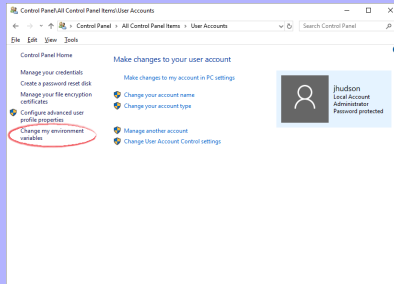 Control Panel\All Control Panel Items\User Accounts
Control Panel > All Control Panel Items > User Accounts
Search Control Panel
File Edit View Tools
Control Panel Home
Manage your credentials
Create a password reset disk
Manage your file encryption
certificates
Configure advanced user
profile properties
Change my environment
variables
Make changes to your user account
Make changes to my account in PC settings
Change your account name
Change your account type
Manage another account
Change User Account Control settings
jhudson
Local Account
Administrator
Password protected